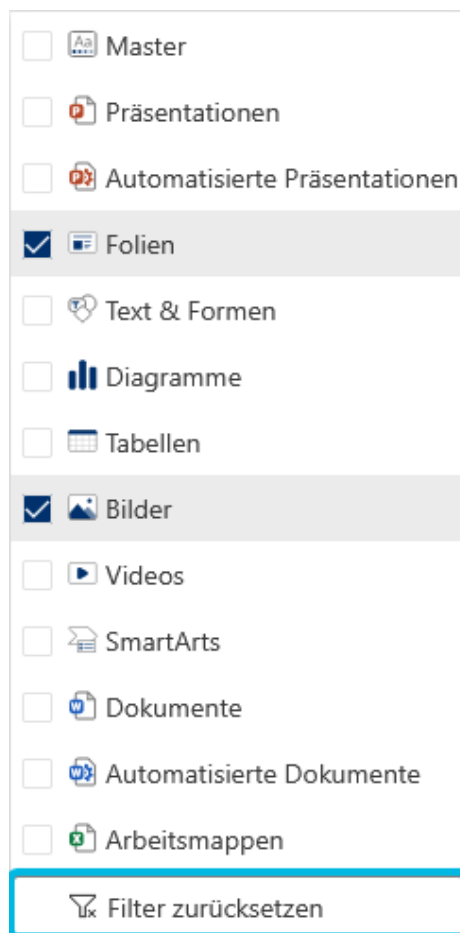 Master
Präsentationen
Automatisierte Präsentationen
Folien
Text & Formen
Diagramme
Tabellen
Bilder
Videos
SmartArts
Dokumente
Automatisierte Dokumente
Arbeitsmappen
Filter zurücksetzen